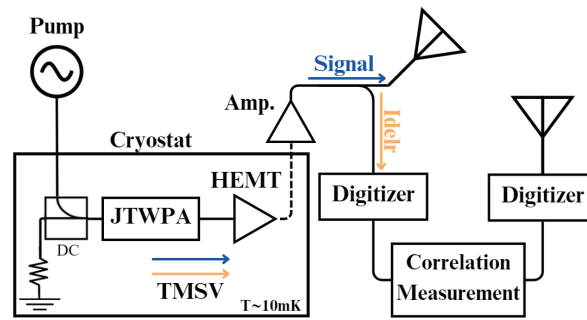 Pump
Signal
Amp.
Idelr
Cryostat
HEMT
Digitizer
Digitizer
JTWPA
DC
Correlation
Measurement
TMSV
T~10mK